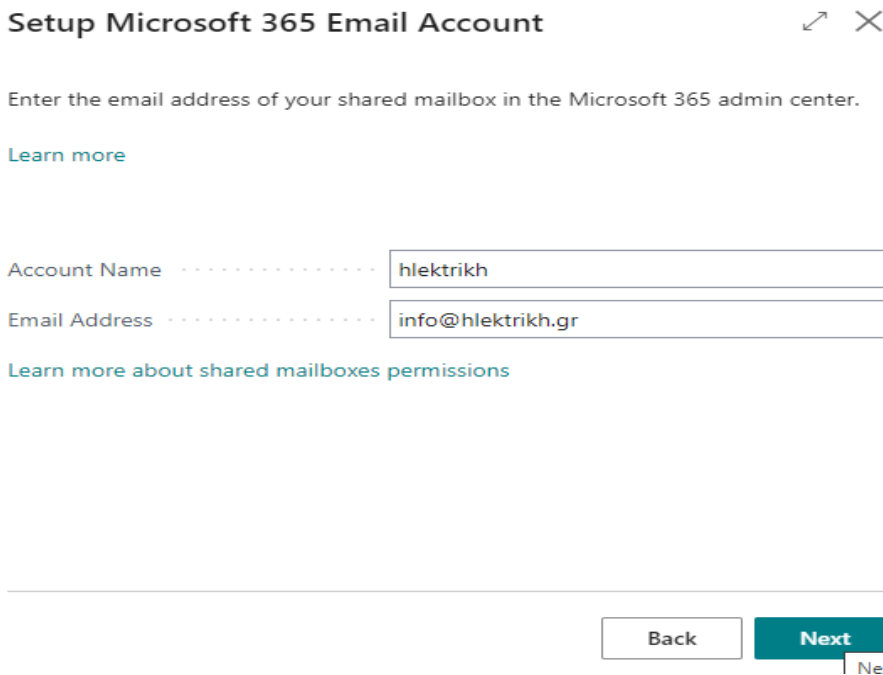 Setup Microsoft 365 Email Account
Enter the email address of your shared mailbox in the Microsoft 365 admin center.
Learn more
Account Name hlektrikh
Email Address info@hlektrikh.gr
Learn more about shared mailboxes permissions
Back Next
Ne